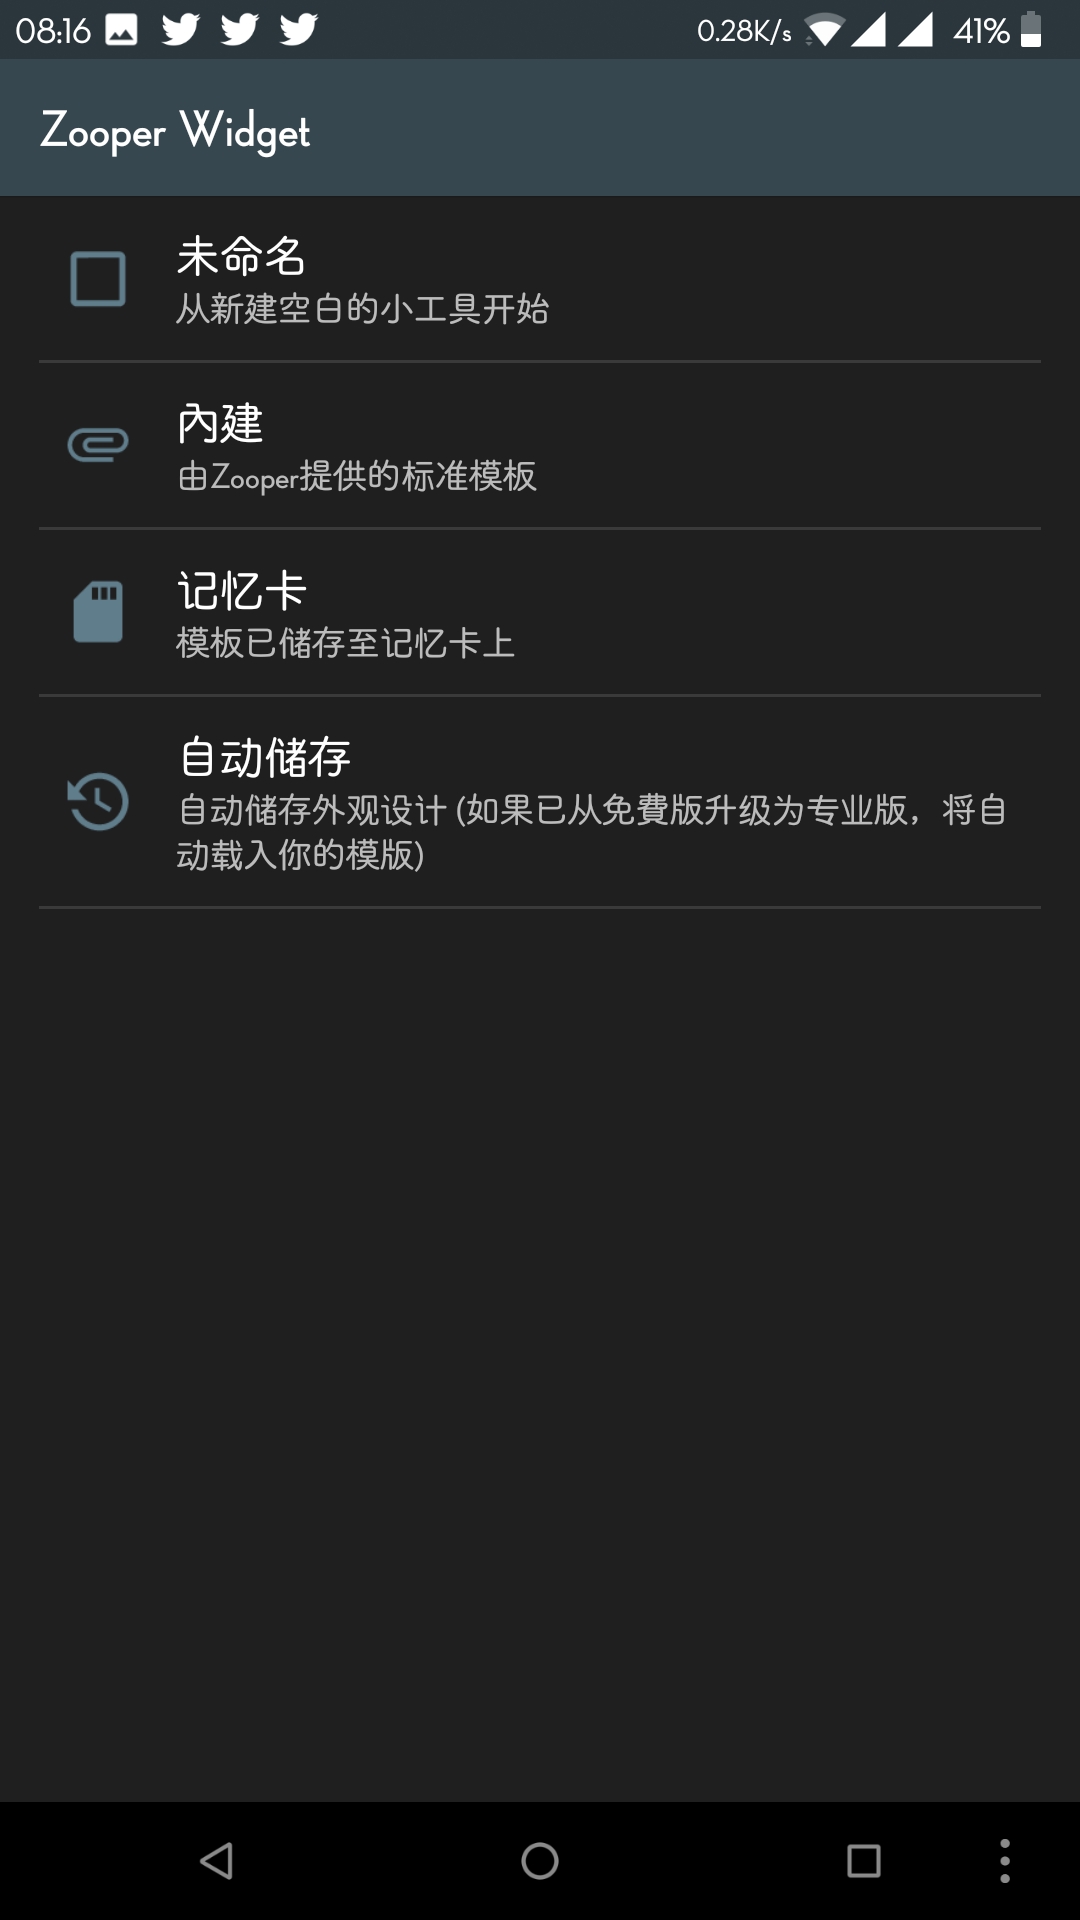 08:16
0.28K/s
41%
Zooper Widget
未命名
从新建空白的小工具开始
內建
由Zooper提供的标准模板
记忆卡
模板已储存至记忆卡上
自动储存
自动储存外观设计 (如果已从免費版升级为专业版，将自
动载入你的模版)